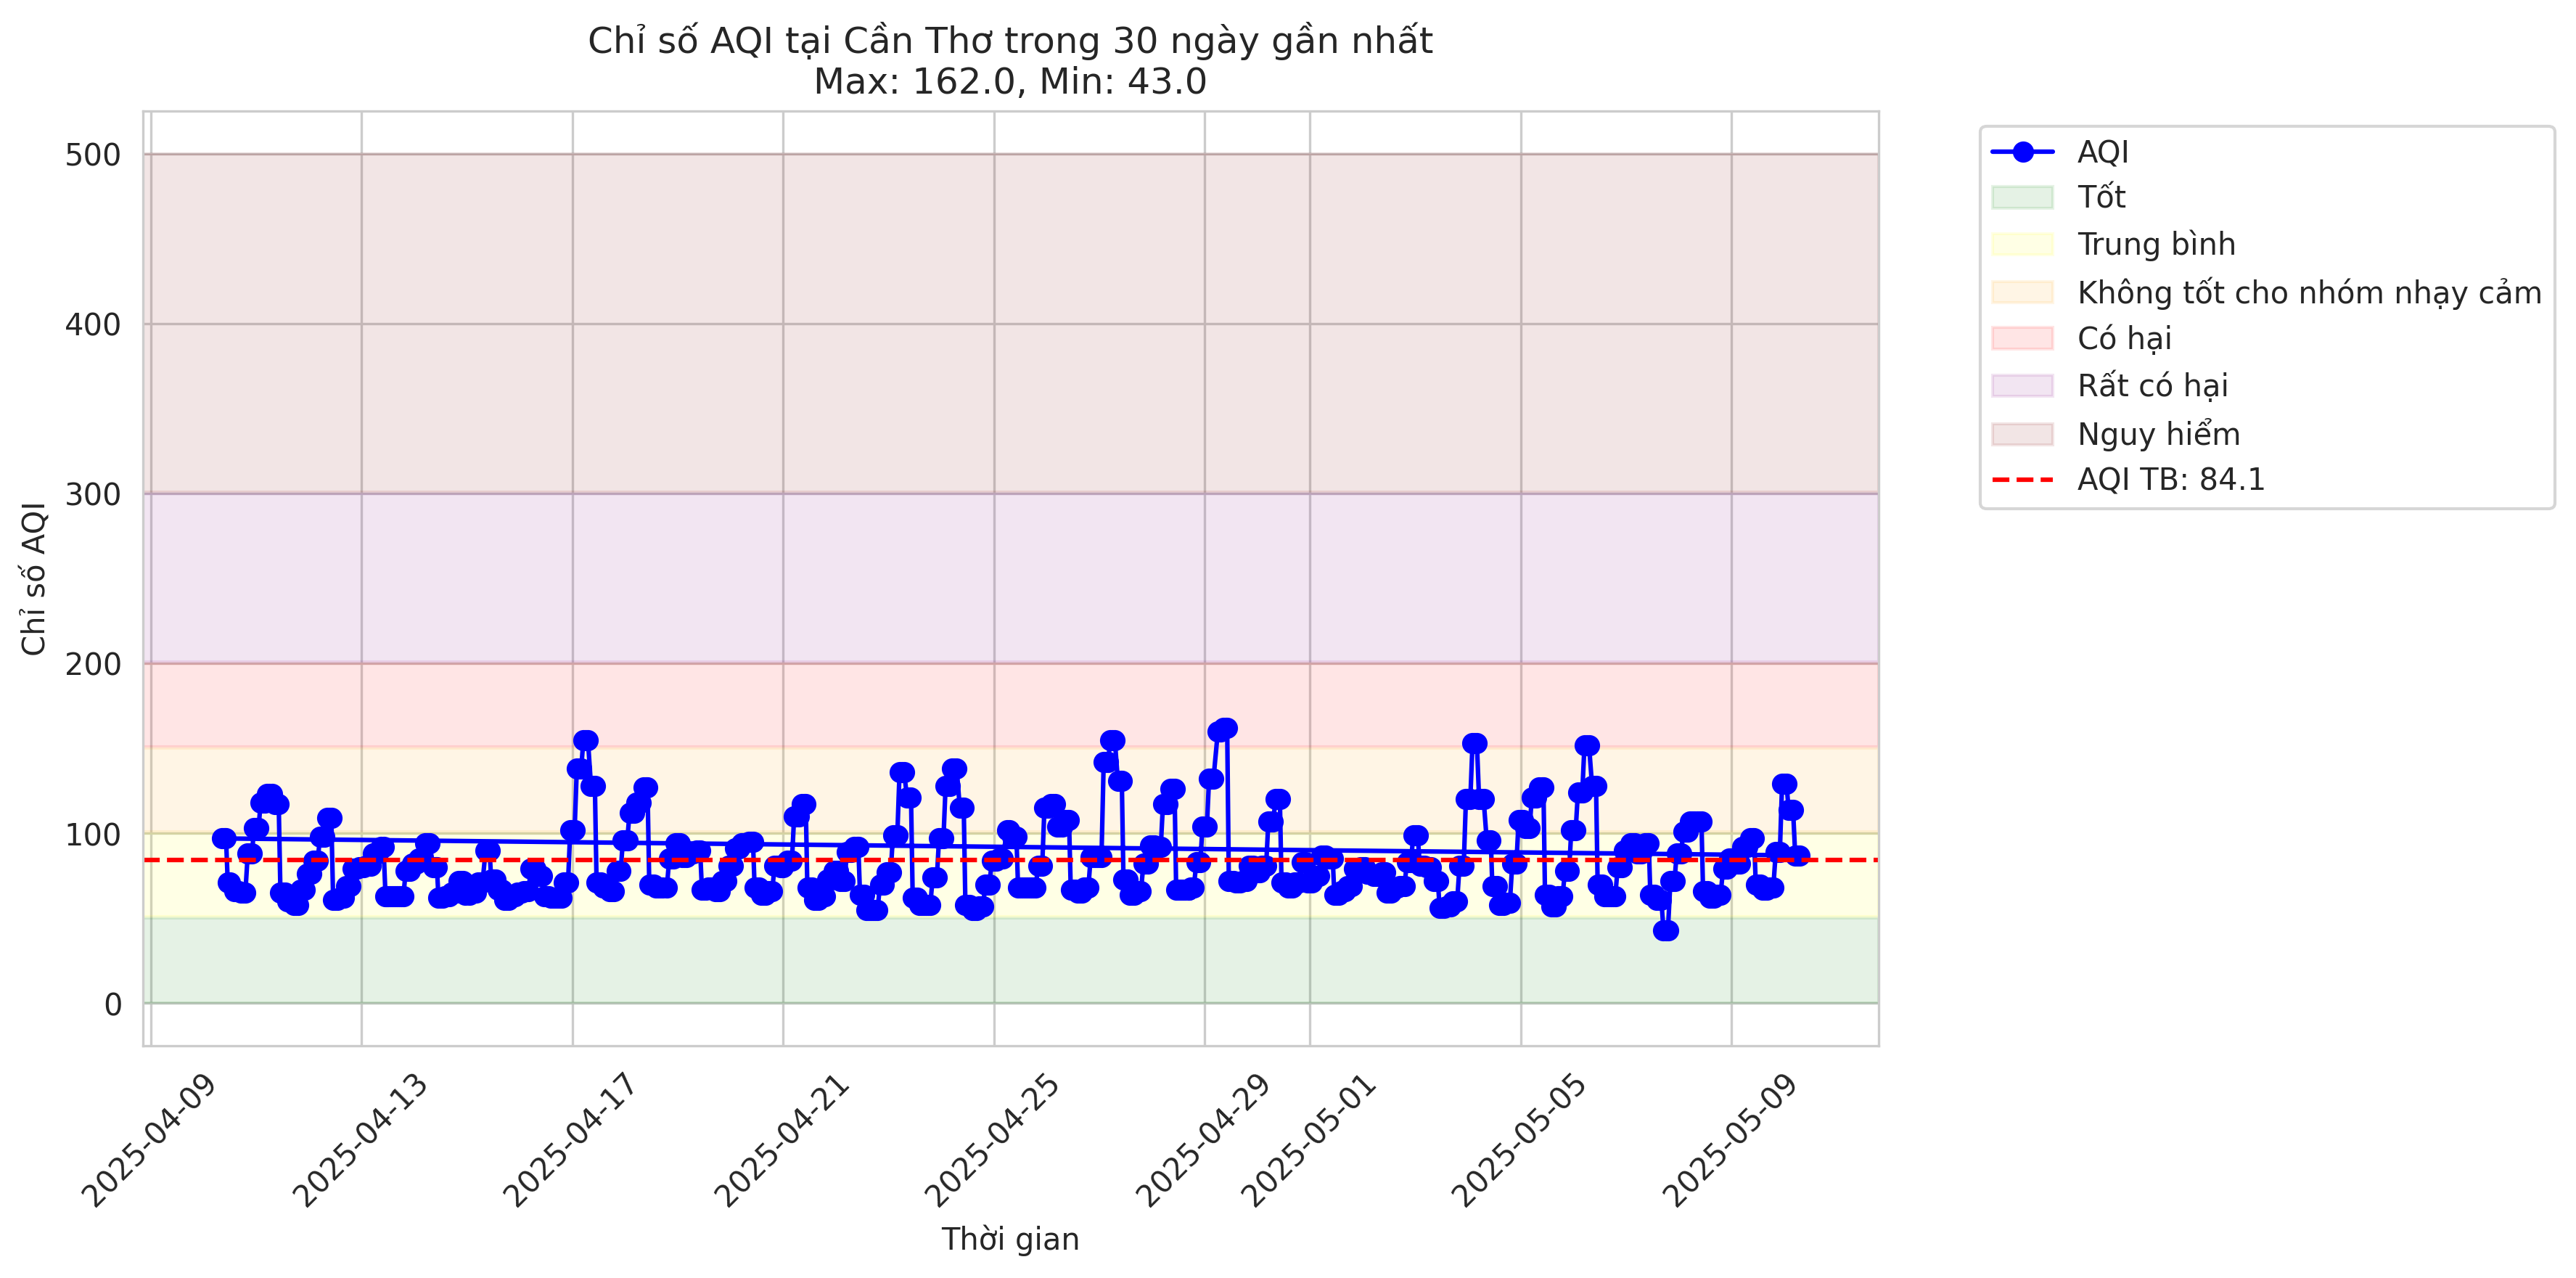 Chỉ số AQI tại Cần Thơ trong 30 ngày gần nhất
Max: 162.0, Min: 43.0
Chỉ số AQI
500
400
300
200
100
0
2025-04-09
2025-04-13
2025-04-17
2025-04-21
2025-04-25
2025-04-29
2025-05-01
2025-05-05
2025-05-09
Thời gian
AQI
Tốt
Trung bình
Không tốt cho nhóm nhạy cảm
Có hại
Rất có hại
Nguy hiểm
AQI TB: 84.1